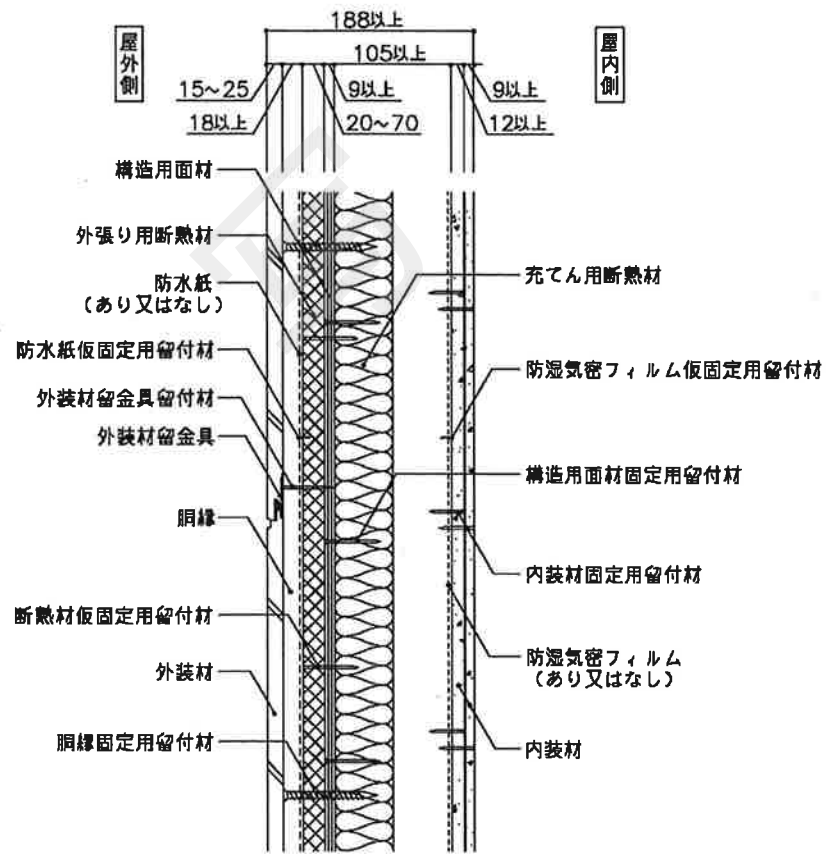 188以上
屋外側
105以上
屋内側
15~25
9以上
9以上
18以上
20~70
12以上
構造用面材
外張り用断熱材
防水紙
(あり又はなし)
防水紙仮固定用留付材
外装材留金具留付材
外装材留金具
胴縁
断熱材仮固定用留付材
外装材
胴縁固定用留付材
充てん用断熱材
防湿気密フィルム仮固定用留付材
構造用面材固定用留付材
内装材固定用留付材
防湿気密フィルム
(あり又はなし)
内装材